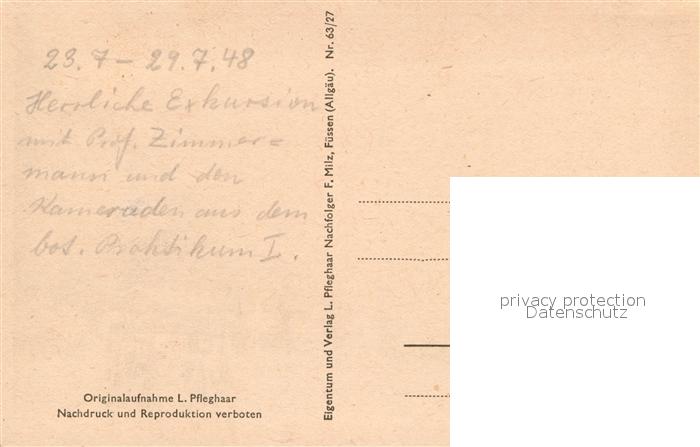 23.7 – 29.7.48
Herrliche Exkursion
mit Prof. Zimmer=
mann und den
Kameraden aus dem
bot. Praktikum I.
Originalaufnahme L. Pfleghaar
Nachdruck und Reproduktion verboten
Eigentum und Verlag L. Pfleghaar Nachfolger F. Milz, Füssen (Allgäu). Nr. 63/27
privacy protection
Datenschutz